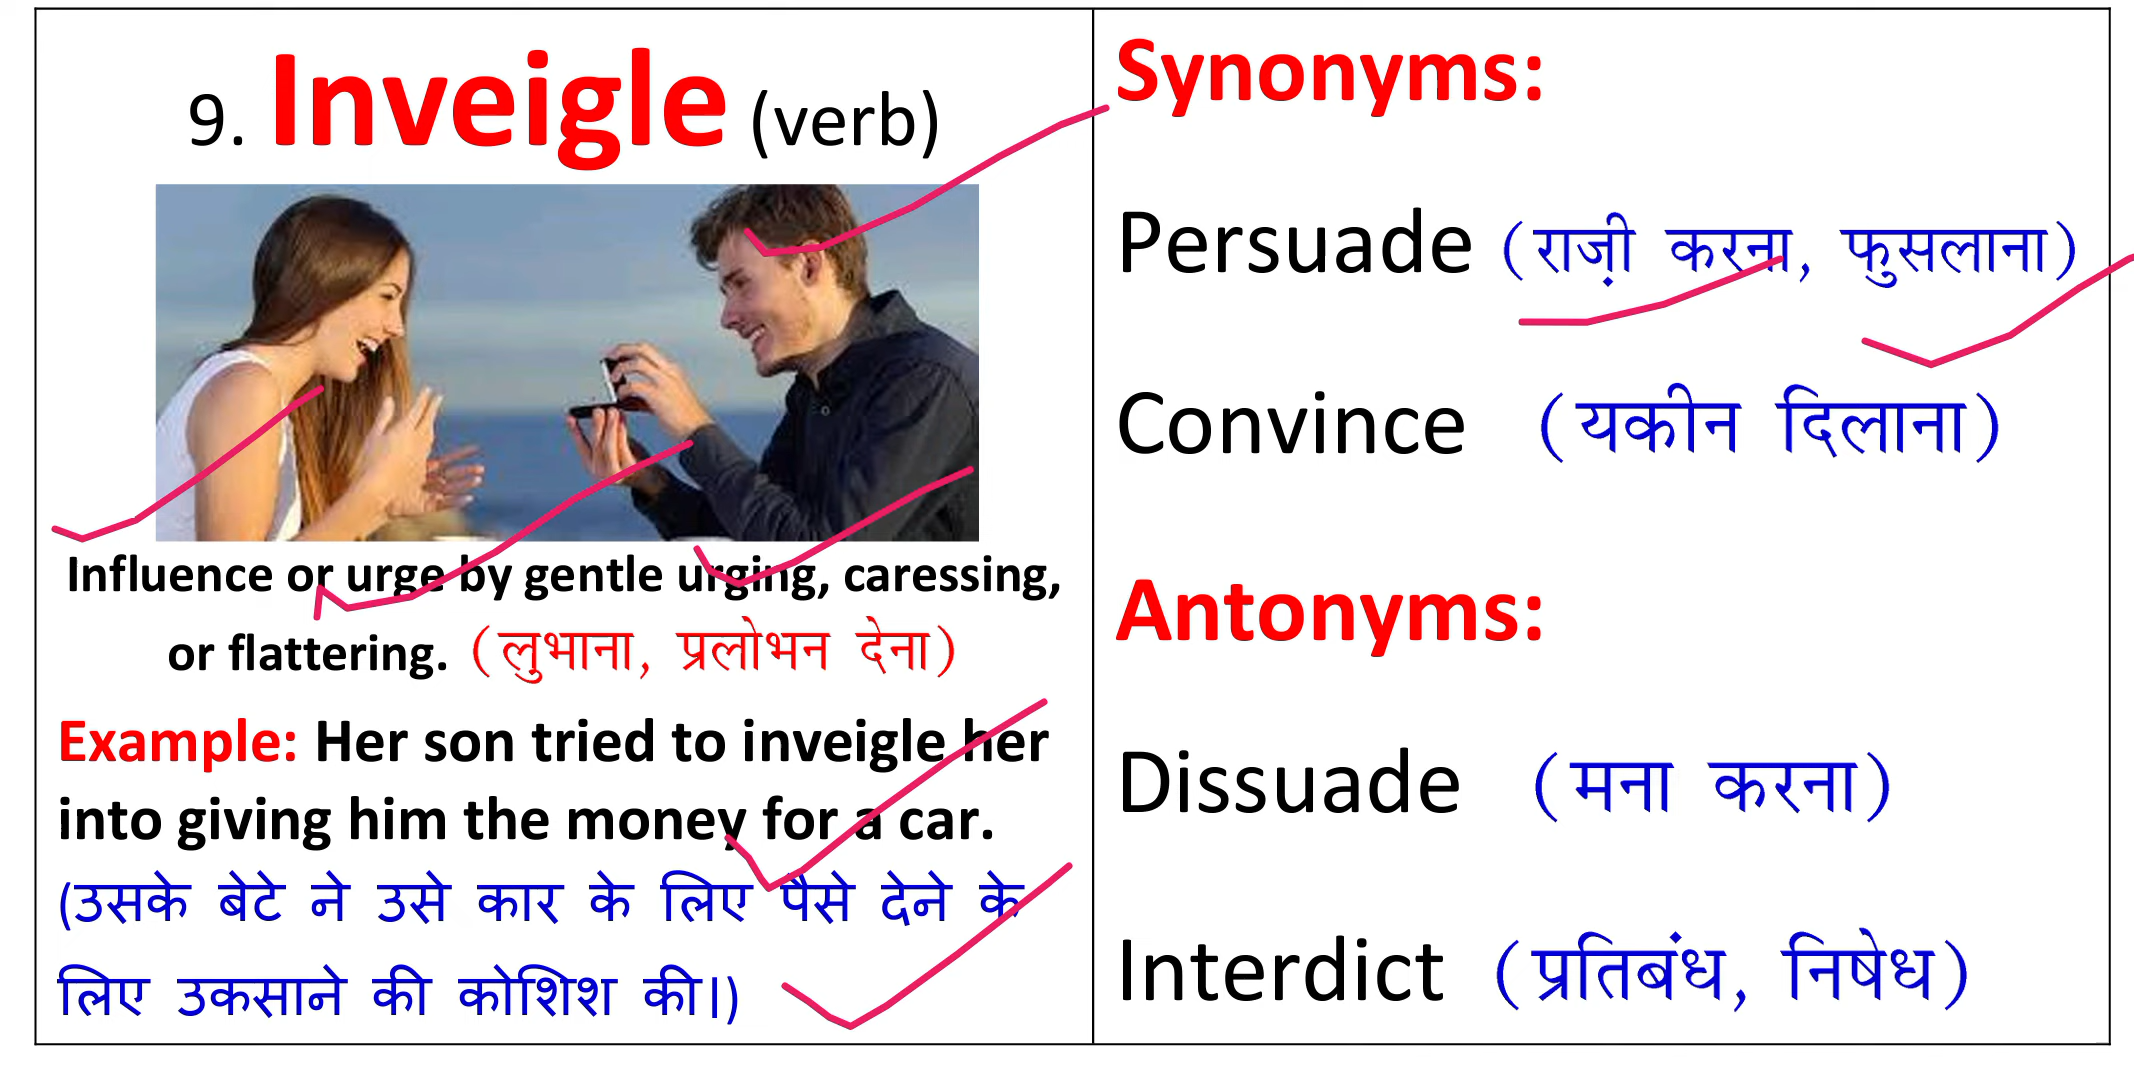 9. Inveigle (verb)
Influence or urge by gentle urging, caressing,
or flattering. (लुभाना, प्रलोभन देना)
Example: Her son tried to inveigle her
into giving him the money for a car.
(उसके बेटे ने उसे कार के लिए पैसे देने के
लिए उकसाने की कोशिश की।)
Synonyms:
Persuade (राज़ी करना, फुसलाना)
Convince (यकीन दिलाना)
Antonyms:
Dissuade (मना करना)
Interdict (प्रतिबंध, निषेध)